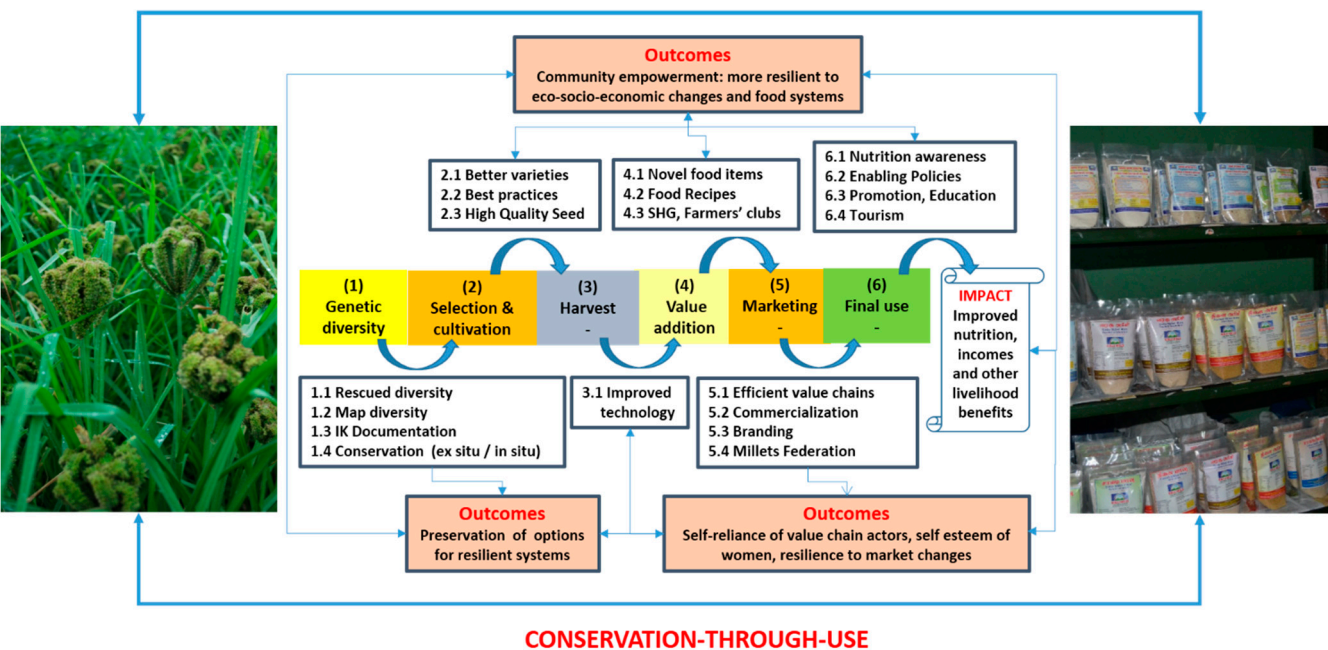 Outcomes
Community empowerment: more resilient to
eco-socio-economic changes and food systems
2.1 Better varieties
2.2 Best practices
2.3 High Quality Seed
4.1 Novel food items
4.2 Food Recipes
4.3 SHG, Farmers’ clubs
6.1 Nutrition awareness
6.2 Enabling Policies
6.3 Promotion, Education
6.4 Tourism
(1)
Genetic
diversity
(2)
Selection &
cultivation
(3)
Harvest
-
(4)
Value
addition
(5)
Marketing
-
(6)
Final use
-
IMPACT
Improved
nutrition,
incomes
and other
livelihood
benefits
1.1 Rescued diversity
1.2 Map diversity
1.3 IK Documentation
1.4 Conservation (ex situ / in situ)
3.1 Improved
technology
5.1 Efficient value chains
5.2 Commercialization
5.3 Branding
5.4 Millets Federation
Outcomes
Preservation of options
for resilient systems
Outcomes
Self-reliance of value chain actors, self esteem of
women, resilience to market changes
CONSERVATION-THROUGH-USE